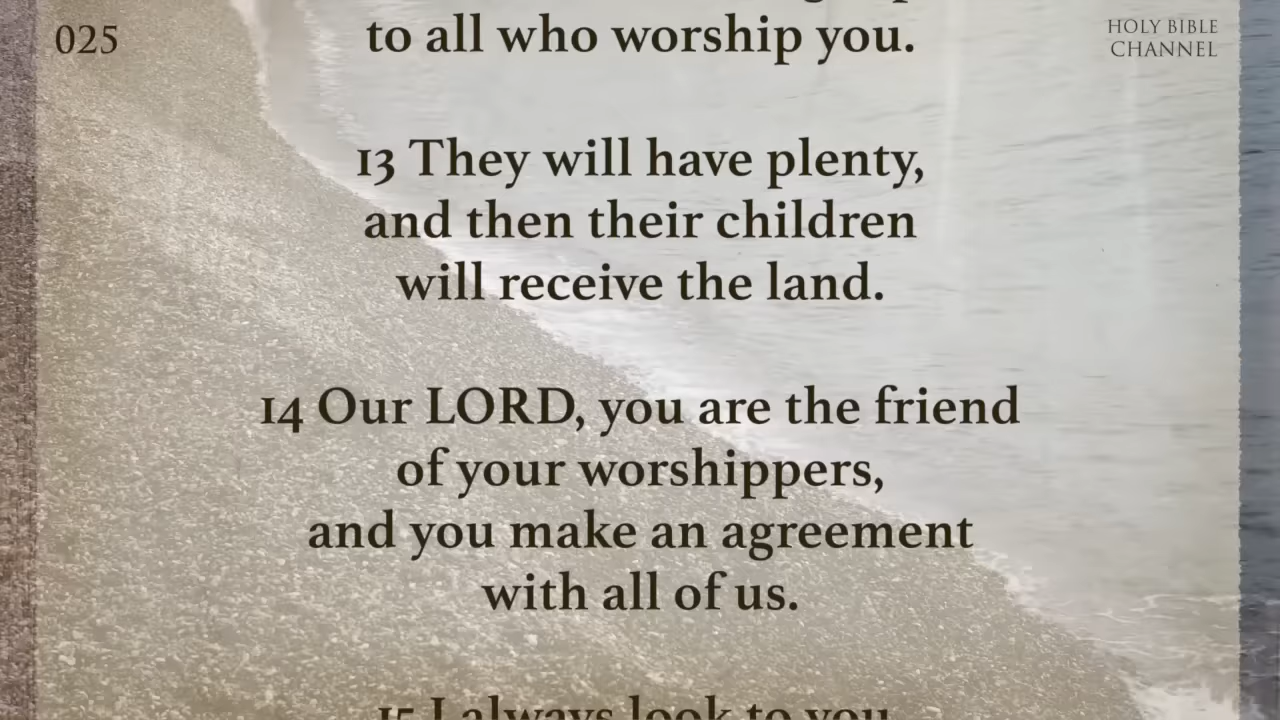 025
HOLY BIBLE
CHANNEL
to all who worship you.
13 They will have plenty,
and then their children
will receive the land.
14 Our LORD, you are the friend
of your worshippers,
and you make an agreement
with all of us.
15 I always look to you,